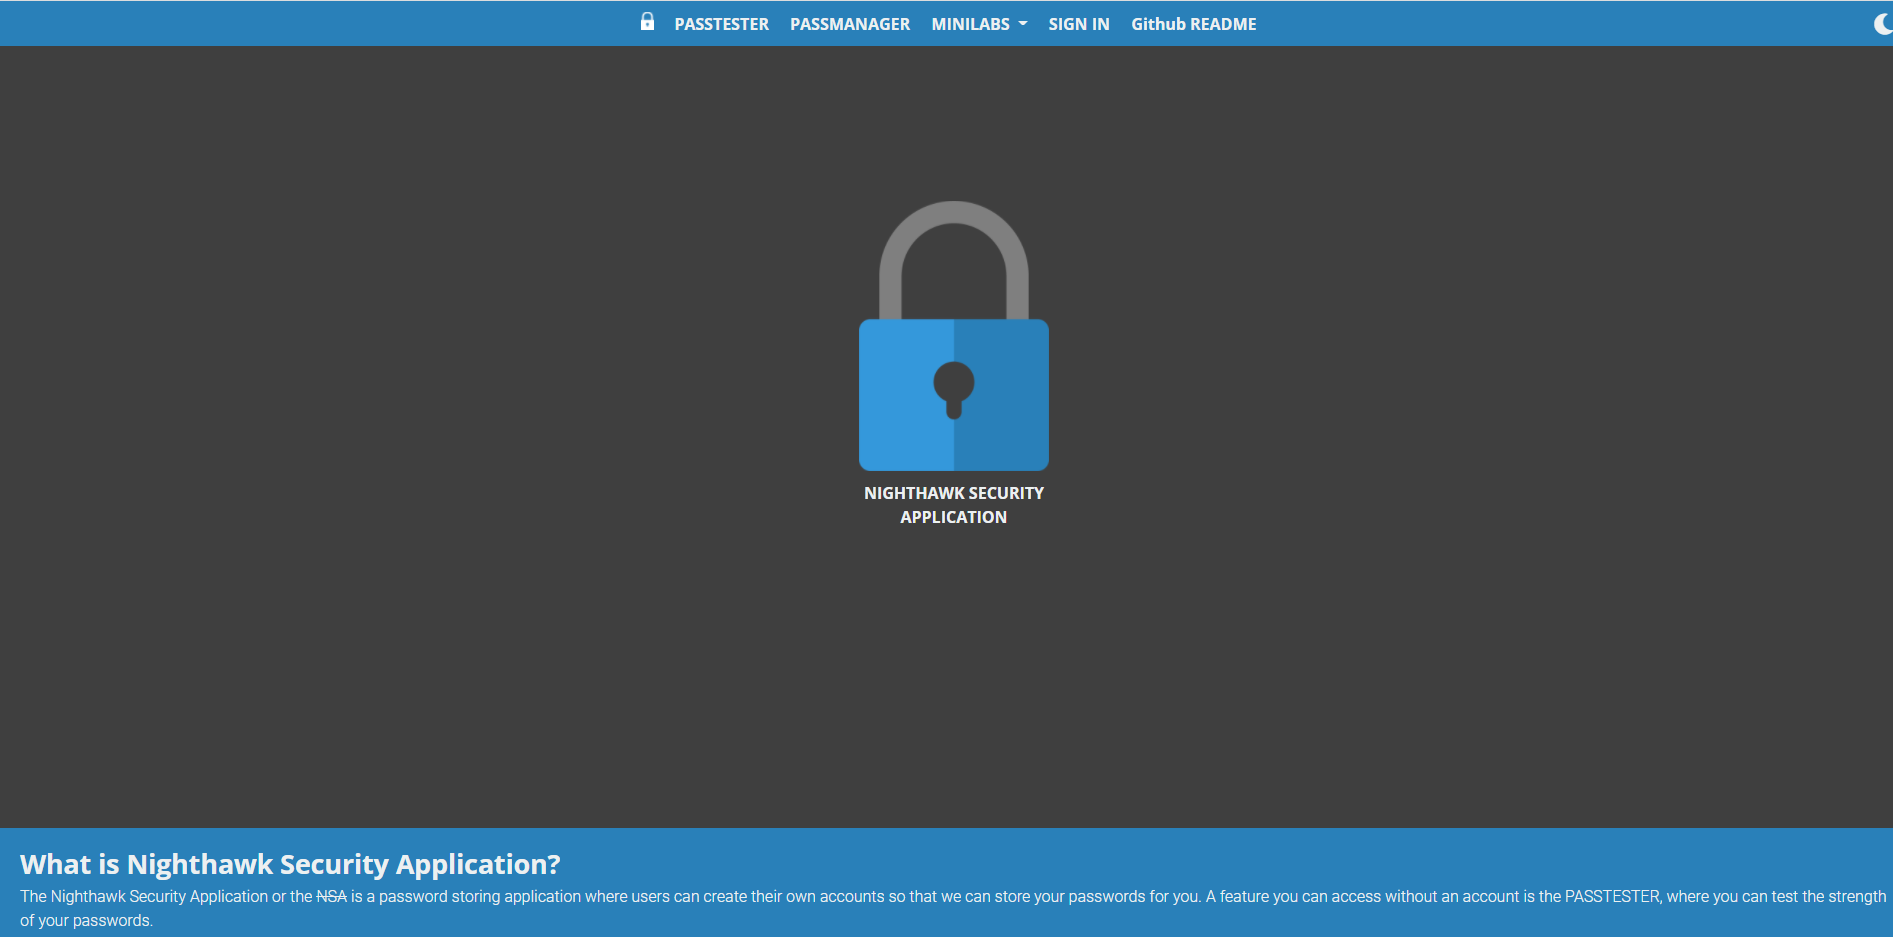 PASSTESTER PASSMANAGER MINILABS SIGN IN Github README
NIGHTHAWK SECURITY
APPLICATION
What is Nighthawk Security Application?
The Nighthawk Security Application or the NSA is a password storing application where users can create their own accounts so that we can store your passwords for you. A feature you can access without an account is the PASSTESTER, where you can test the strength
of your passwords.